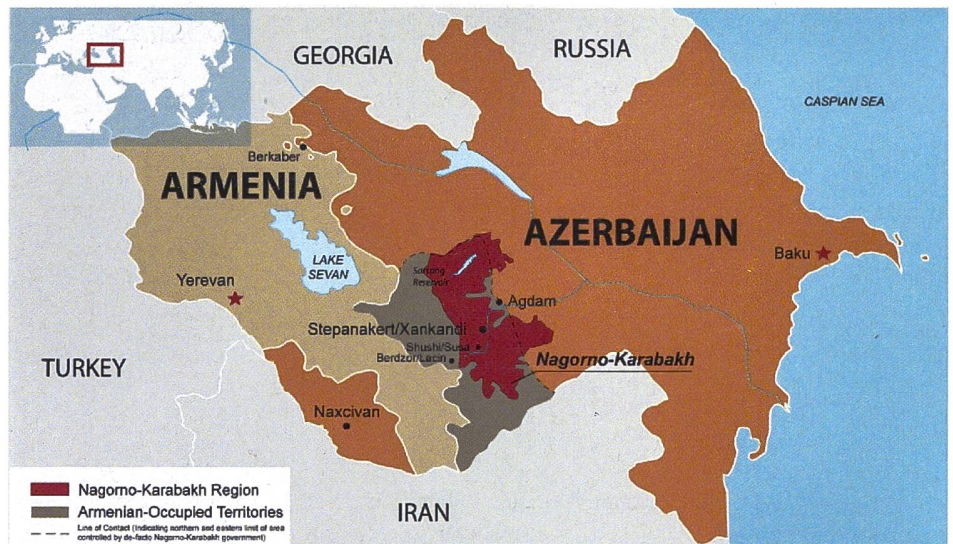 GEORGIA
RUSSIA
CASPIAN SEA
Berkaber
ARMENIA
AZERBAIJAN
LAKE
SEVAN
Baku
Sarsang
Reservoir
Yerevan
Agdam
Stepanakert/Xankandi
Shushi/Susa
Berdzor/Lacin
Nagorno-Karabakh
TURKEY
Naxcivan
IRAN
Nagorno-Karabakh Region
Armenian-Occupied Territories
Line of Contact (indicating northern and eastern limit of area
controlled by de-facto Nagorno-Karabakh government)